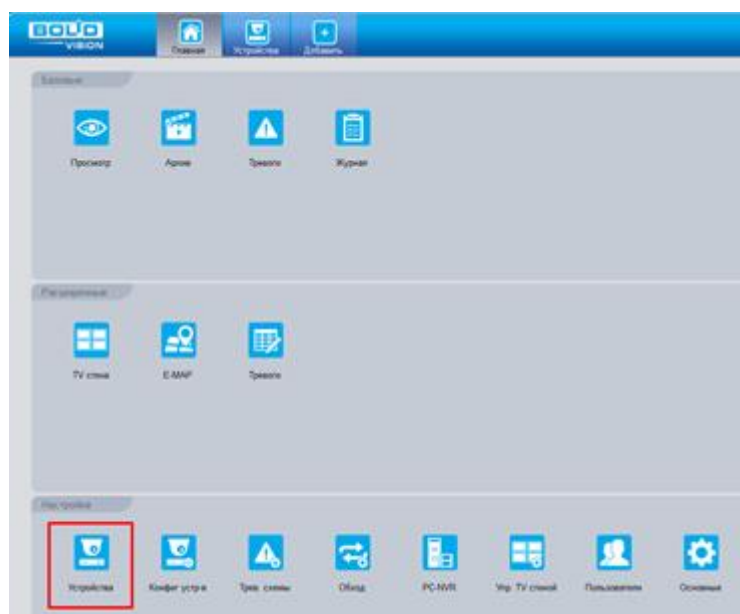 BOLID
VISION
Главная Устройства Добавить
Базовые
Просмотр Архив Тревоги Журнал
Расширенные
TV стена E-MAP Тревоги
Настройка
Устройства Конфиг устр-в Трев. схемы Обход PC-NVR Упр. TV стеной Пользователи Основные